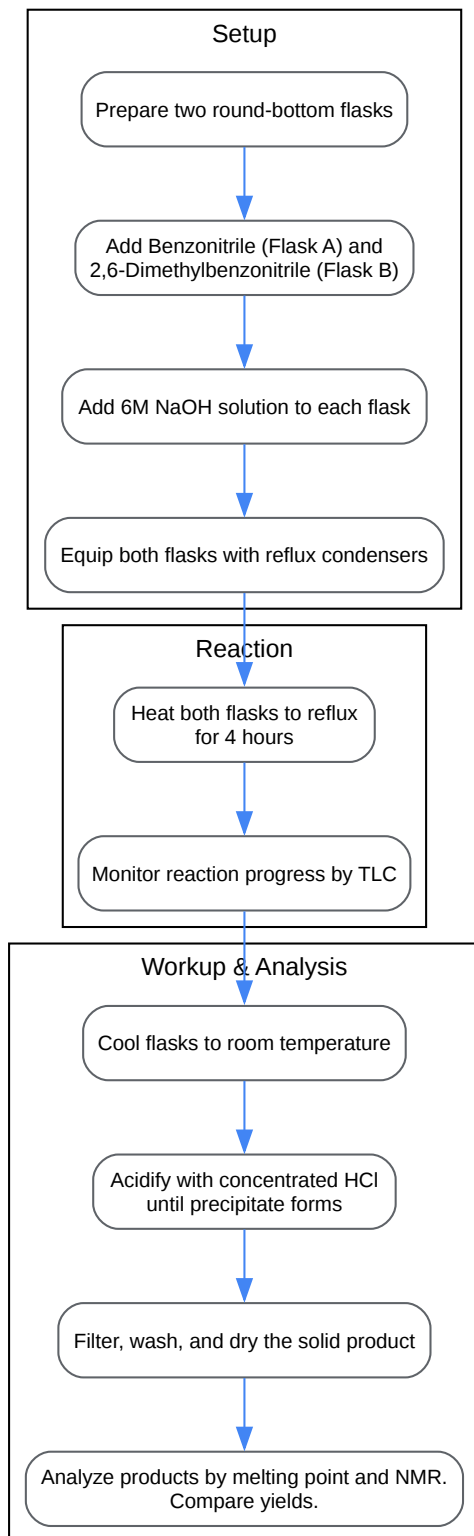 Setup
Prepare two round-bottom flasks
Add Benzonitrile (Flask A) and
2,6-Dimethylbenzonitrile (Flask B)
Add 6M NaOH solution to each flask
Equip both flasks with reflux condensers
Reaction
Heat both flasks to reflux
for 4 hours
Monitor reaction progress by TLC
Workup & Analysis
Cool flasks to room temperature
Acidify with concentrated HCl
until precipitate forms
Filter, wash, and dry the solid product
Analyze products by melting point and NMR.
Compare yields.